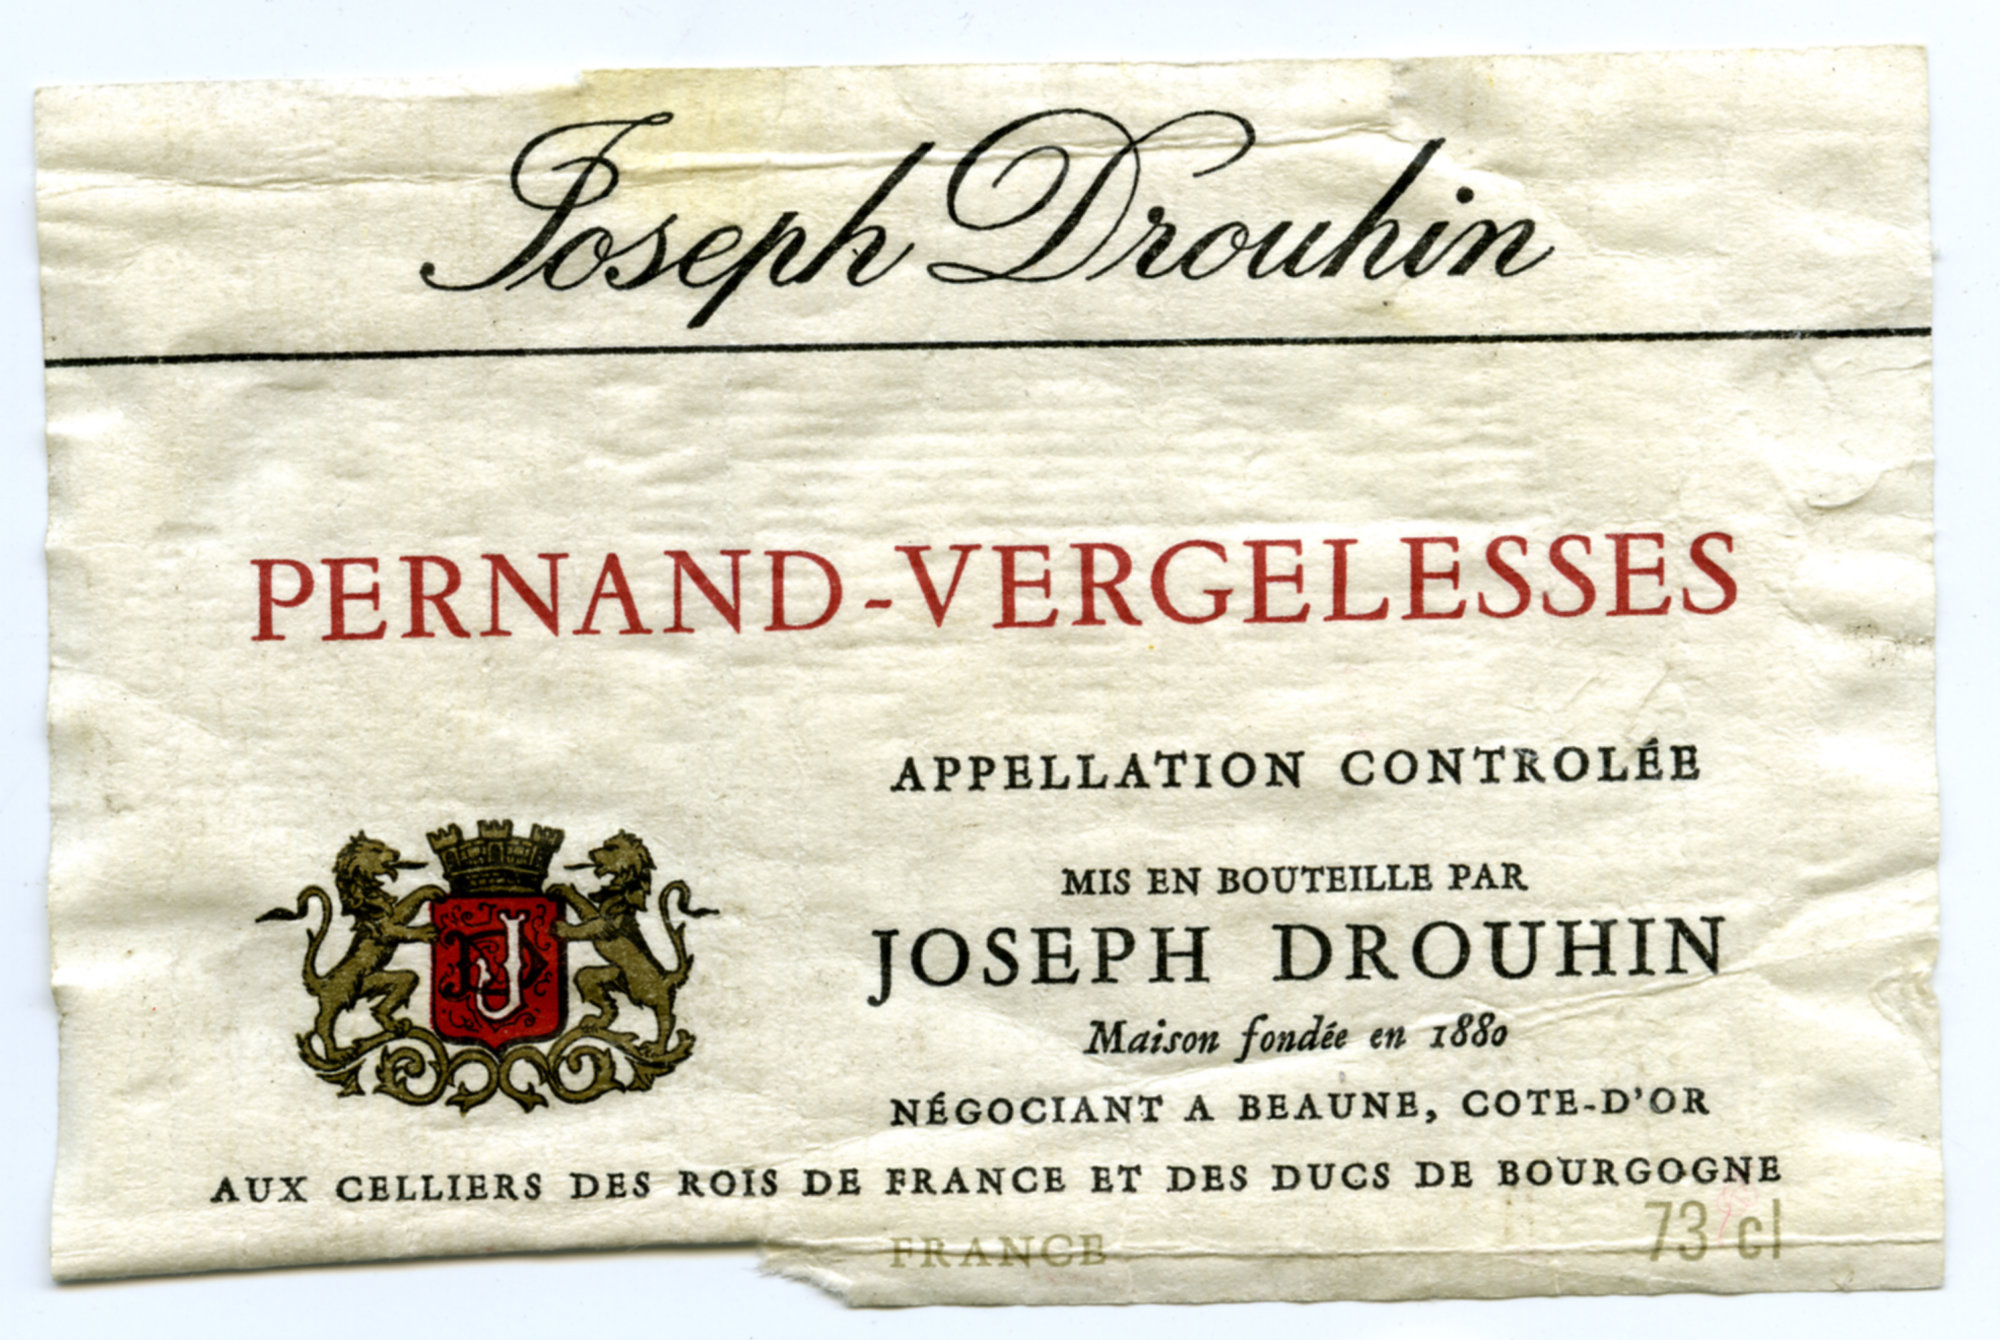 Joseph Drouhin
PERNAND-VERGELESSES
APPELLATION CONTROLÉE
MIS EN BOUTEILLE PAR
JOSEPH DROUHIN
Maison fondée en 1880
NÉGOCIANT A BEAUNE, COTE-D'OR
AUX CELLIERS DES ROIS DE FRANCE ET DES DUCS DE BOURGOGNE
FRANCE 73 cl
JD